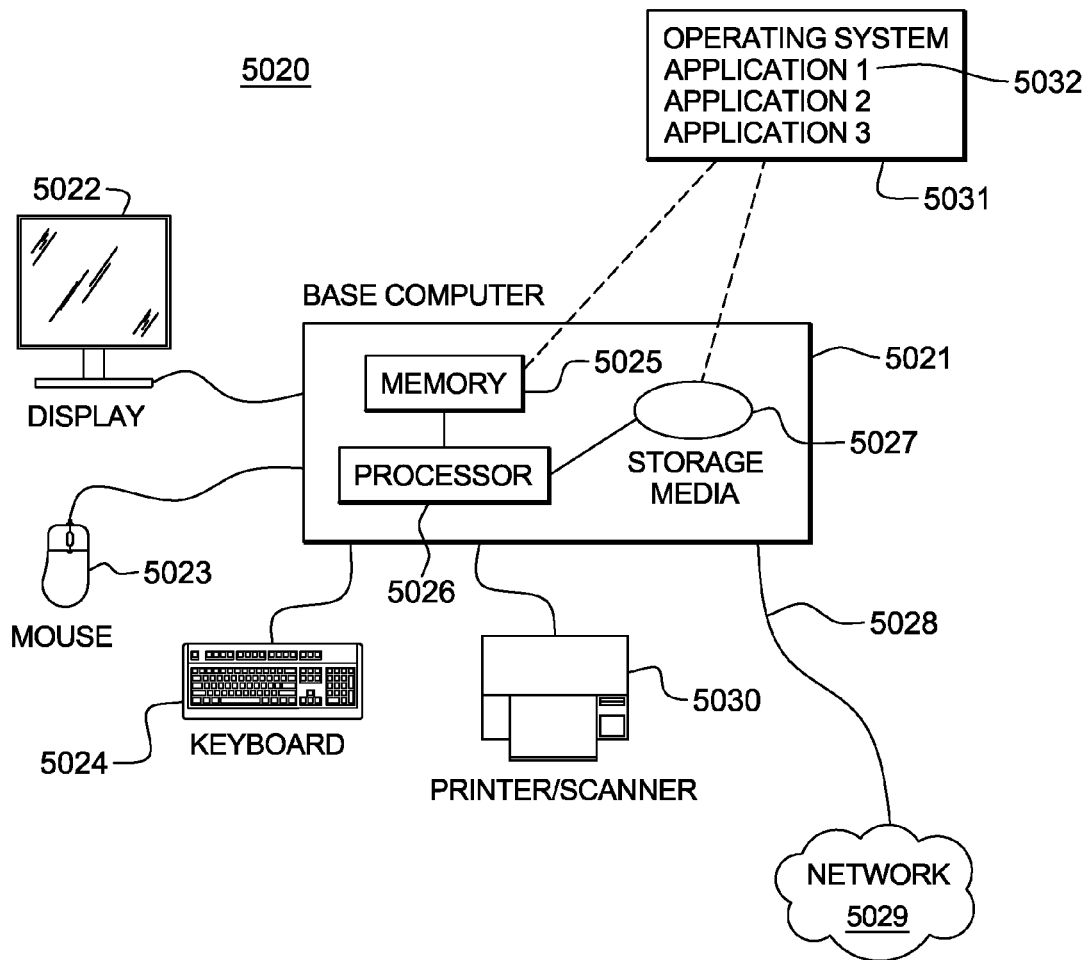 5020
OPERATING SYSTEM
APPLICATION 1
APPLICATION 2
APPLICATION 3
5032
5031
5022
DISPLAY
BASE COMPUTER
5021
MEMORY
5025
PROCESSOR
5026
STORAGE
MEDIA
5027
5023
MOUSE
5024
KEYBOARD
5030
PRINTER/SCANNER
5028
NETWORK
5029